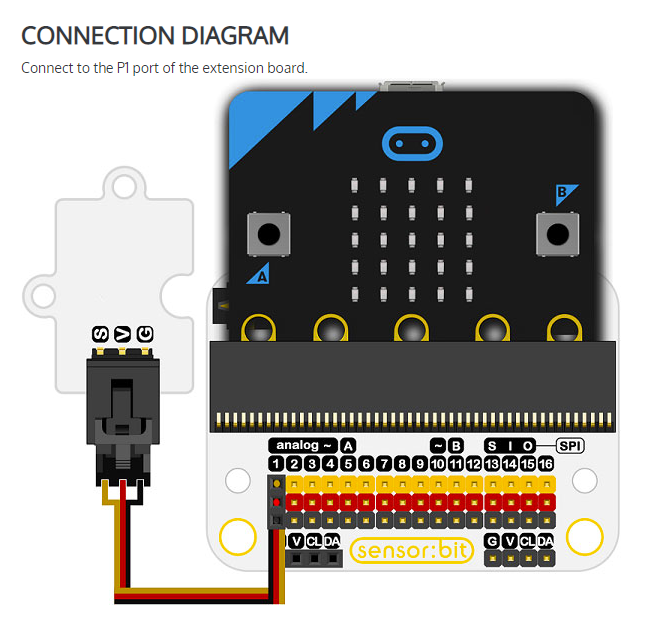 CONNECTION DIAGRAM
Connect to the P1 port of the extension board.
B
A
S V G
analog ~ A ~ B S I O SPI
1 2 3 4 5 6 7 8 9 10 11 12 13 14 15 16
V CL DA sensor:bit G V CL DA